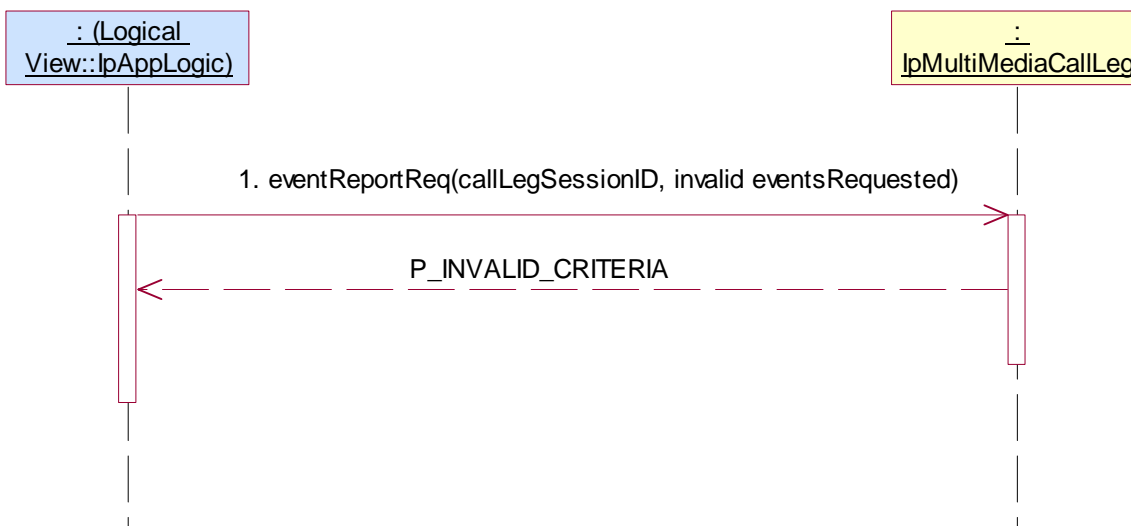 : (Logical
View::IpAppLogic)
:
IpMultiMediaCallLeg
1. eventReportReq(callLegSessionID, invalid eventsRequested)
P_INVALID_CRITERIA